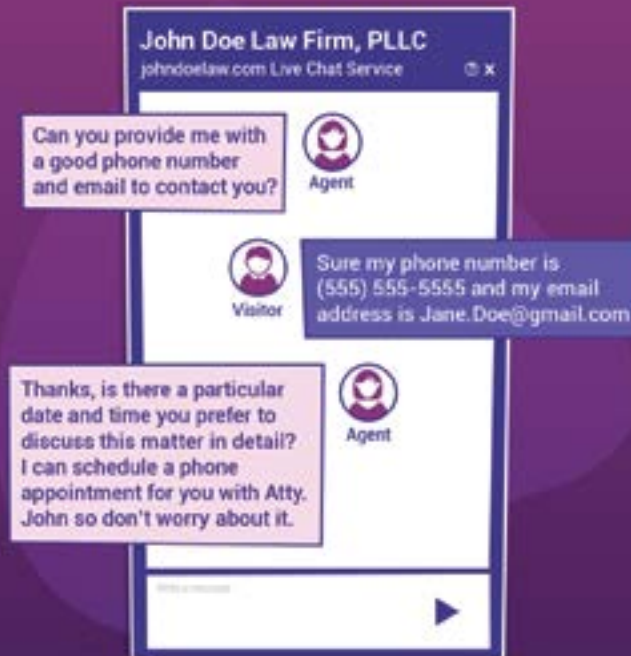 John Doe Law Firm, PLLC
johndoelaw.com Live Chat Service
x
Can you provide me with
a good phone number
and email to contact you?
Agent
Sure my phone number is
(555) 555-5555 and my email
address is Jane.Doe@gmail.com
Visitor
Thanks, is there a particular
date and time you prefer to
discuss this matter in detail?
I can schedule a phone
appointment for you with Atty.
John so don't worry about it.
Agent